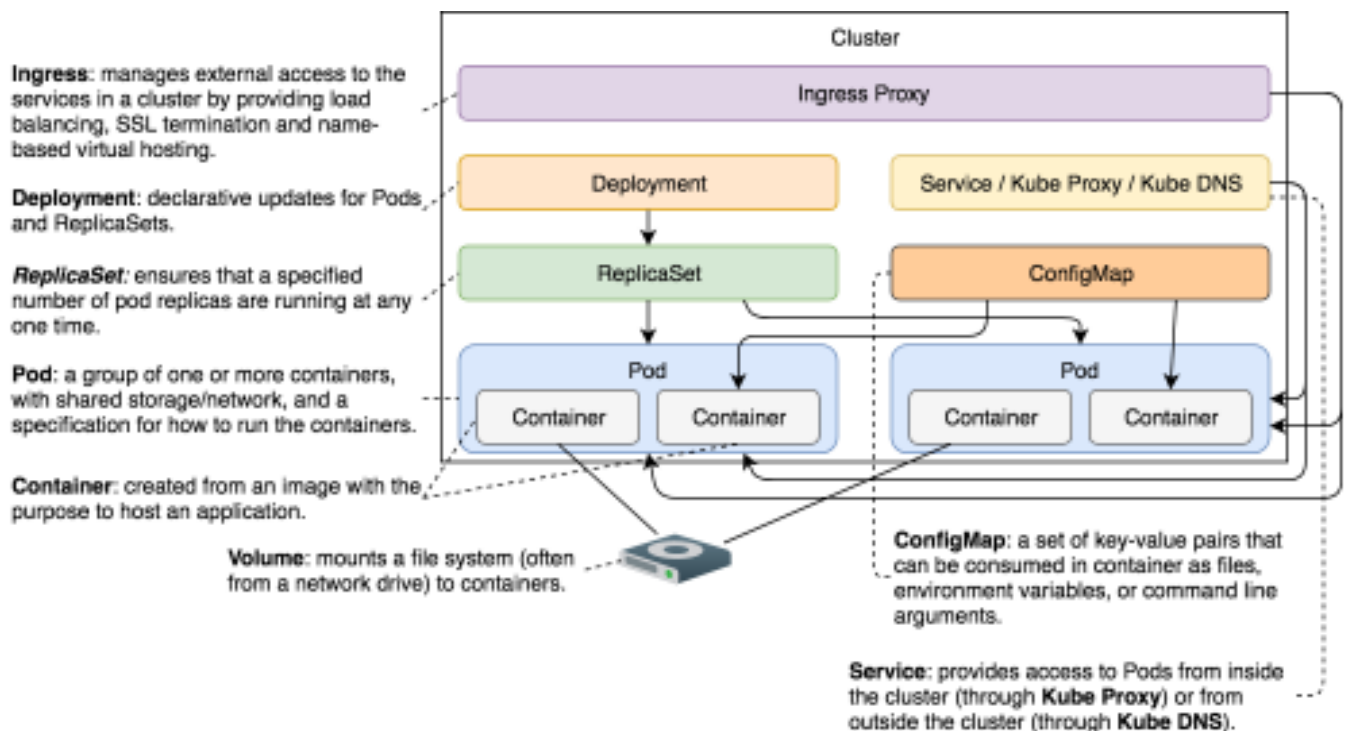 Cluster
Ingress: manages external access to the
services in a cluster by providing load
balancing, SSL termination and name-
based virtual hosting.
Ingress Proxy
Deployment: declarative updates for Pods
and ReplicaSets.
Deployment
Service / Kube Proxy / Kube DNS
ReplicaSet: ensures that a specified
number of pod replicas are running at any
one time.
ReplicaSet
ConfigMap
Pod: a group of one or more containers,
with shared storage/network, and a
specification for how to run the containers.
Pod
Container
Container
Pod
Container
Container
Container: created from an image with the
purpose to host an application.
Volume: mounts a file system (often
from a network drive) to containers.
ConfigMap: a set of key-value pairs that
can be consumed in container as files,
environment variables, or command line
arguments.
Service: provides access to Pods from inside
the cluster (through Kube Proxy) or from
outside the cluster (through Kube DNS).